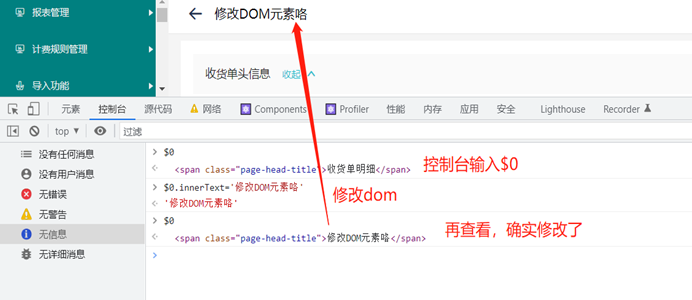 报表管理
修改DOM元素咯
计费规则管理
收货单头信息 收起
导入功能
元素 控制台 源代码 网络 Components Profiler 性能 内存 应用 安全 Lighthouse Recorder
top 过滤
没有任何消息
没有用户消息
无错误
无警告
无信息
无详细消息
$0
<span class="page-head-title">收货单明细</span>
控制台输入$0
$0.innerText='修改DOM元素咯'
'修改DOM元素咯'
修改dom
$0
<span class="page-head-title">修改DOM元素咯</span>
再查看，确实修改了